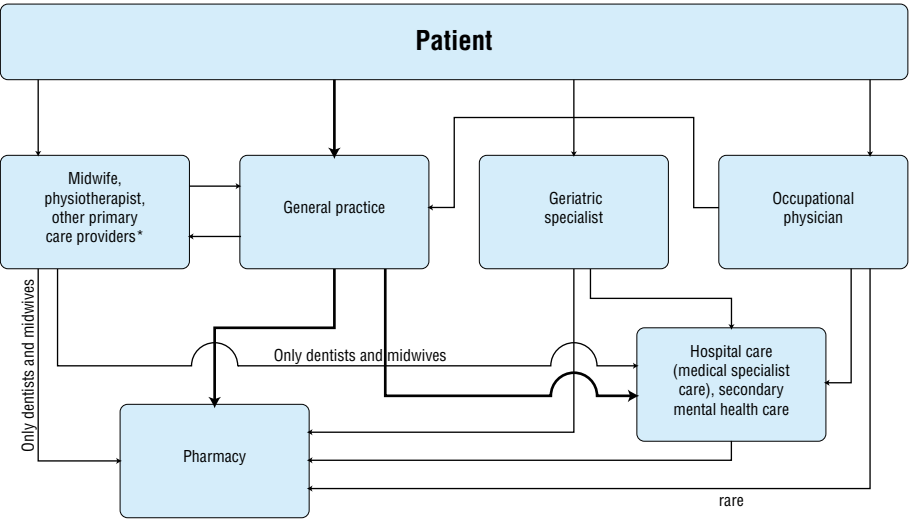 Patient
Midwife,
physiotherapist,
other primary
care providers*
General practice
Geriatric
specialist
Occupational
physician
Only dentists and midwives
Only dentists and midwives
Hospital care
(medical specialist
care), secondary
mental health care
Pharmacy
rare